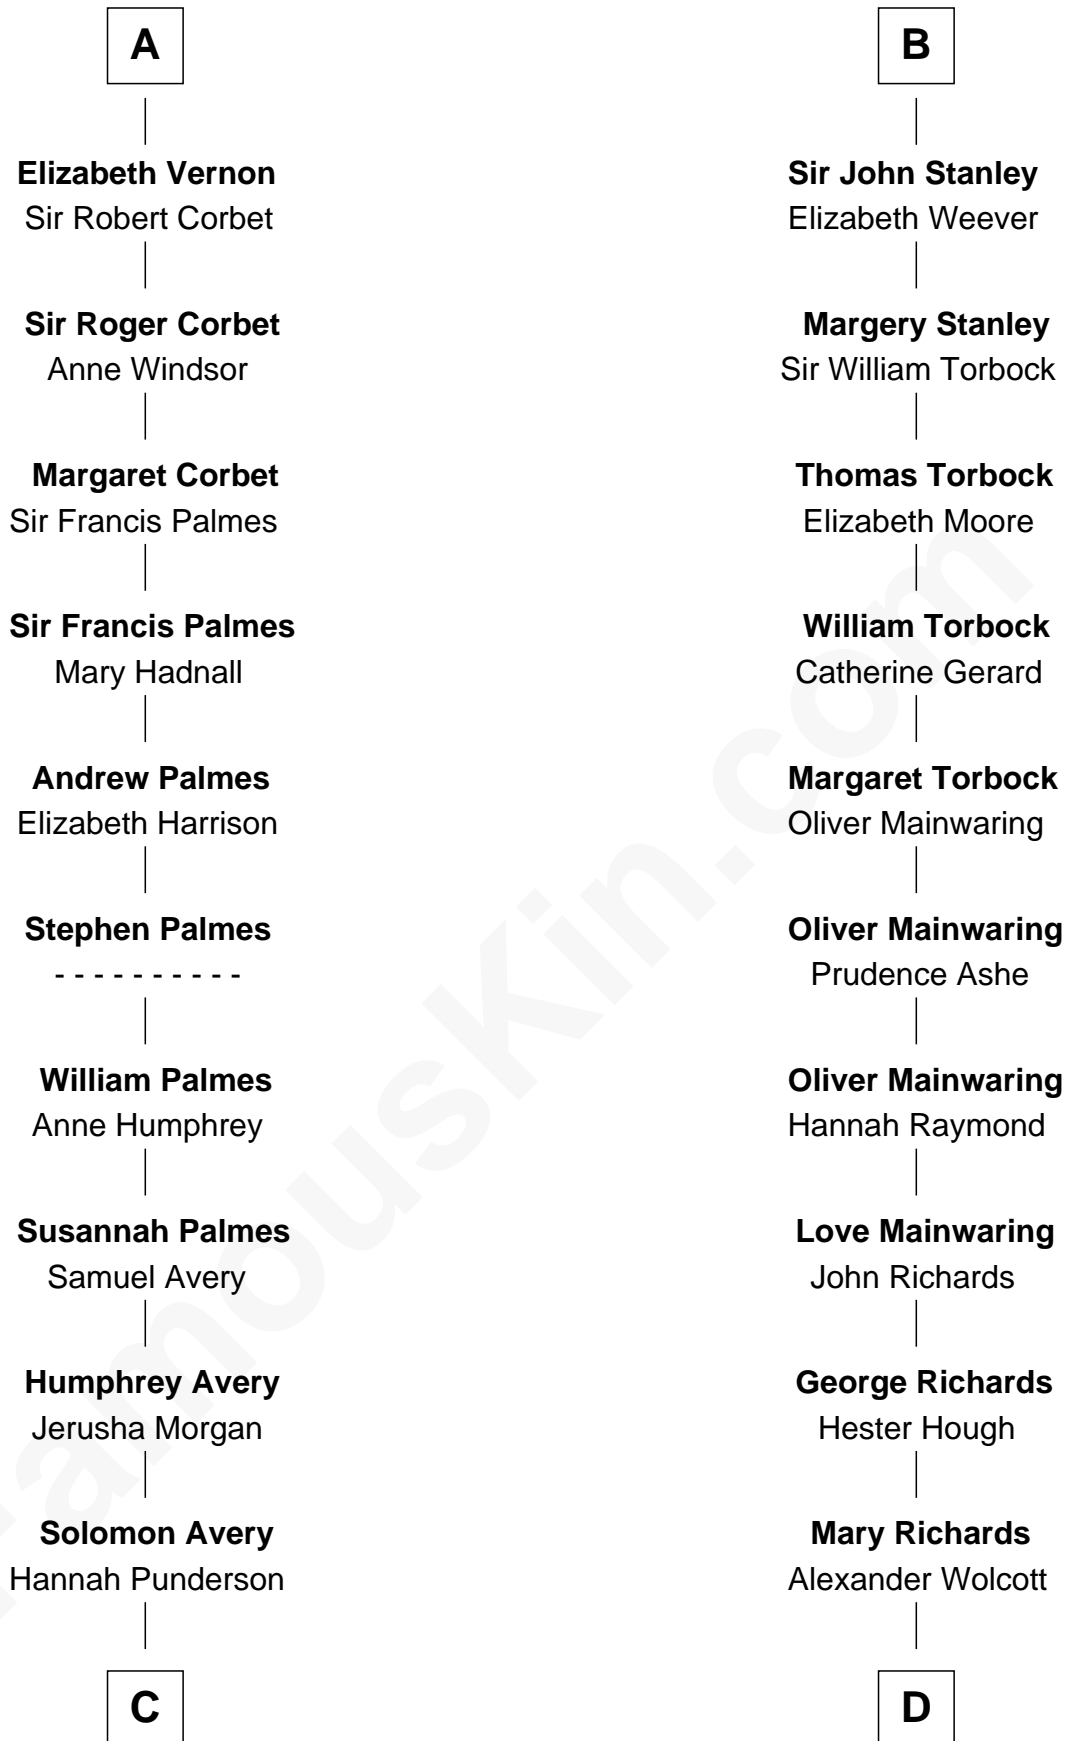 A
Elizabeth Vernon
Sir Robert Corbet
Sir Roger Corbet
Anne Windsor
Margaret Corbet
Sir Francis Palmes
Sir Francis Palmes
Mary Hadnall
Andrew Palmes
Elizabeth Harrison
Stephen Palmes
- - - - - - - - - -
William Palmes
Anne Humphrey
Susannah Palmes
Samuel Avery
Humphrey Avery
Jerusha Morgan
Solomon Avery
Hannah Punderson
C
B
Sir John Stanley
Elizabeth Weever
Margery Stanley
Sir William Torbock
Thomas Torbock
Elizabeth Moore
William Torbock
Catherine Gerard
Margaret Torbock
Oliver Mainwaring
Oliver Mainwaring
Prudence Ashe
Oliver Mainwaring
Hannah Raymond
Love Mainwaring
John Richards
George Richards
Hester Hough
Mary Richards
Alexander Wolcott
D
FamousKin.com